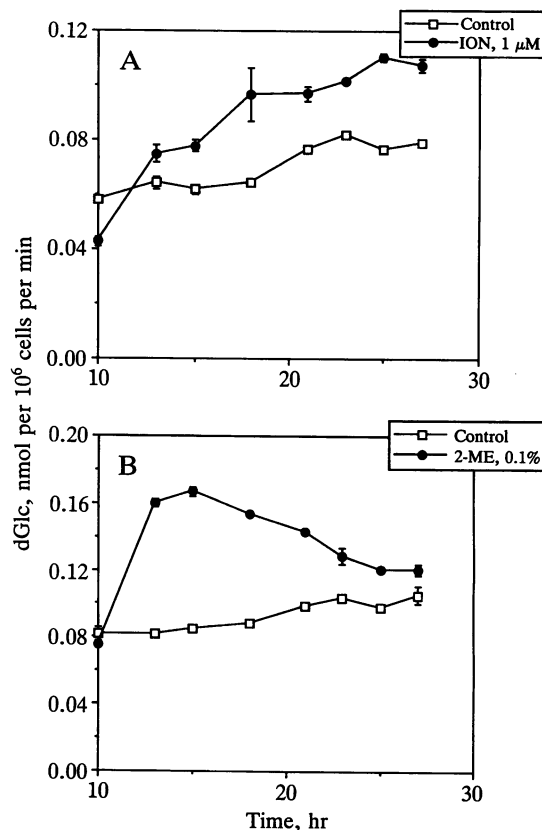 Control
ION, 1 μM
A
0.12
0.08
0.04
0.00
10
20
30
dGlc, nmol per 10⁶ cells per min
Control
2-ME, 0.1%
B
0.20
0.16
0.12
0.08
0.04
0.00
10
20
30
Time, hr